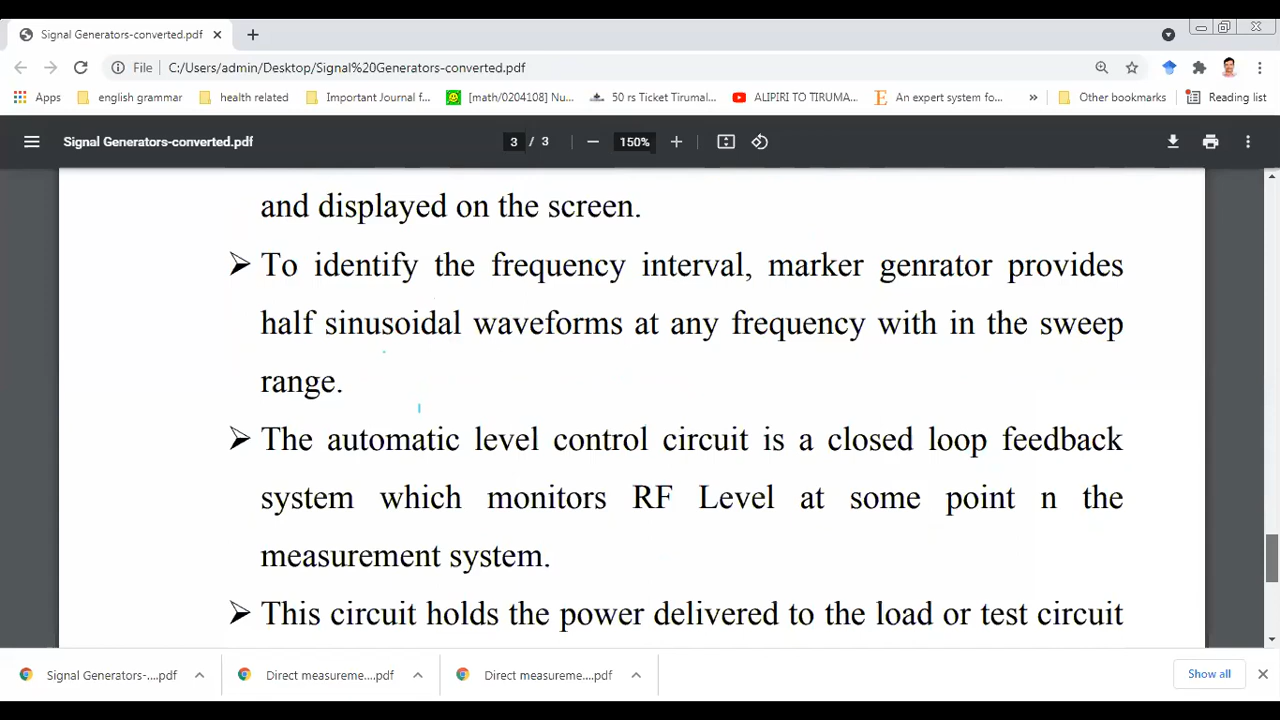 Signal Generators-converted.pdf
File C:/Users/admin/Desktop/Signal%20Generators-converted.pdf
Apps english grammar health related Important Journal f... [math/0204108] Nu... 50 rs Ticket Tirumal... ALIPIRI TO TIRUMA... An expert system fo... Other bookmarks Reading list
Signal Generators-converted.pdf 3 / 3 150%
and displayed on the screen.
To identify the frequency interval, marker genrator provides
half sinusoidal waveforms at any frequency with in the sweep
range.
The automatic level control circuit is a closed loop feedback
system which monitors RF Level at some point n the
measurement system.
This circuit holds the power delivered to the load or test circuit
Signal Generators-....pdf Direct measureme....pdf Direct measureme....pdf Show all